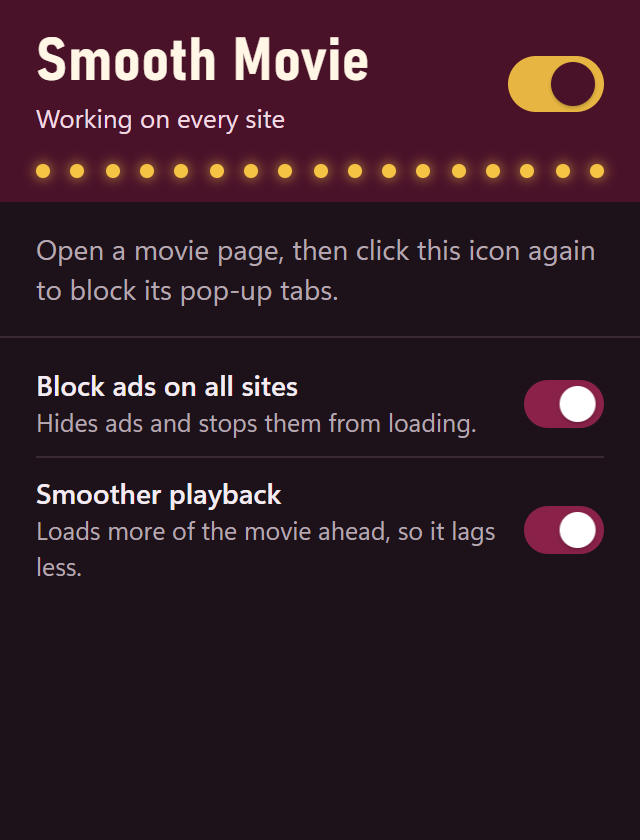 Smooth Movie
Working on every site
Open a movie page, then click this icon again
to block its pop-up tabs.
Block ads on all sites
Hides ads and stops them from loading.
Smoother playback
Loads more of the movie ahead, so it lags
less.